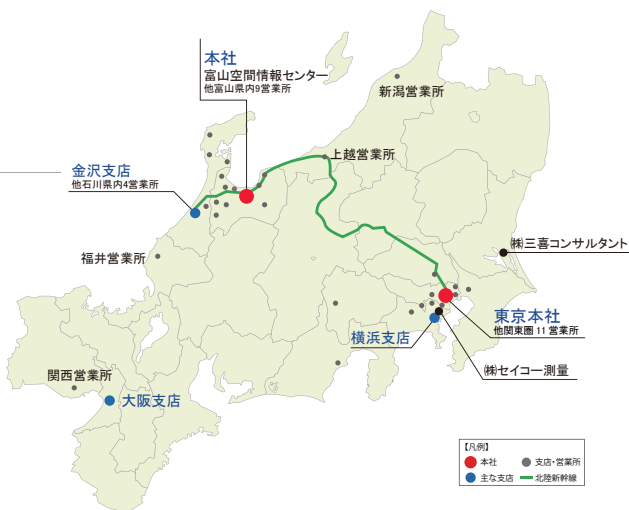 本社
富山空間情報センター
他富山県内9営業所
新潟営業所
上越営業所
金沢支店
他石川県内4営業所
福井営業所
㈱三喜コンサルタント
東京本社
他関東圏 11 営業所
横浜支店
㈱セイコー測量
関西営業所
大阪支店
【凡例】
本社
支店・営業所
主な支店
北陸新幹線